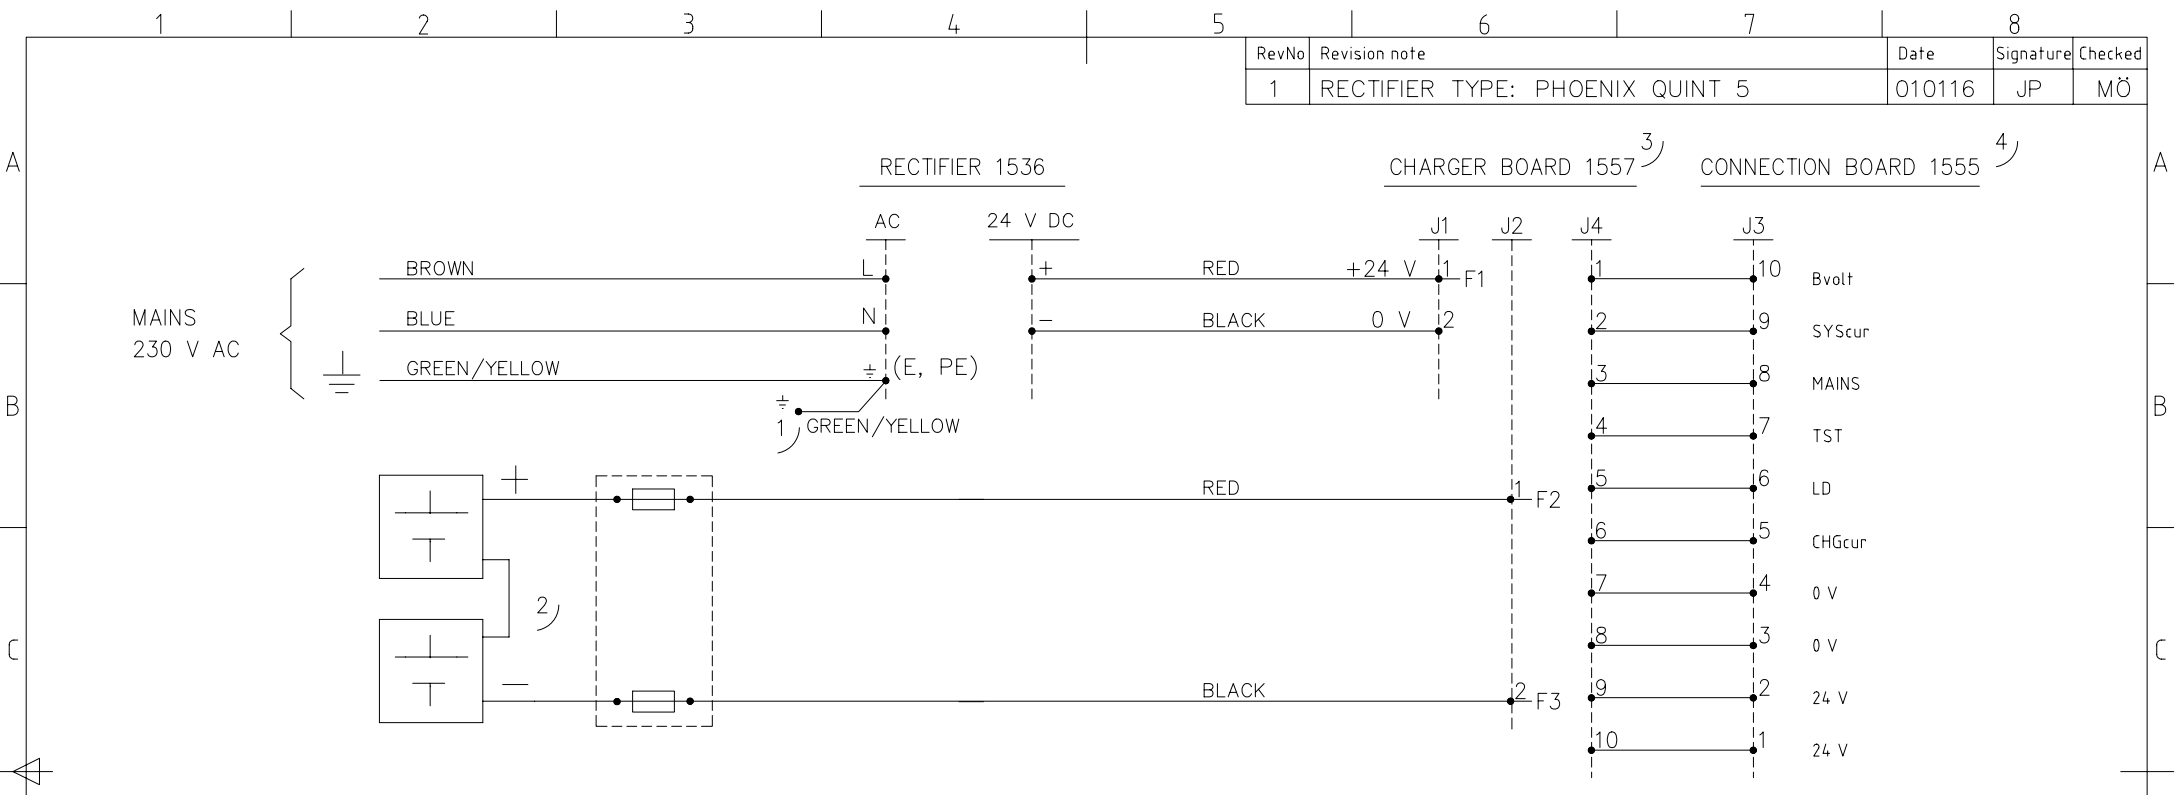 1 2 3 4 5 6 7 8
RevNo Revision note Date Signature Checked
1 RECTIFIER TYPE: PHOENIX QUINT 5 010116 JP MÖ
A RECTIFIER 1536 CHARGER BOARD 1557 3) CONNECTION BOARD 1555 4) A
AC 24 V DC J1 J2 J4 J3
BROWN L + RED +24 V 1 F1 1 10 Bvolt
MAINS BLUE N - BLACK 0 V 2 2 9 SYScur
230 V AC
GREEN/YELLOW (E, PE) 3 8 MAINS
B B
1) GREEN/YELLOW 4 7 TST
+ RED 1 F2 5 6 LD
6 5 CHGcur
2) 7 4 0 V
C 8 3 0 V C
- BLACK 2 F3 9 2 24 V
10 1 24 V